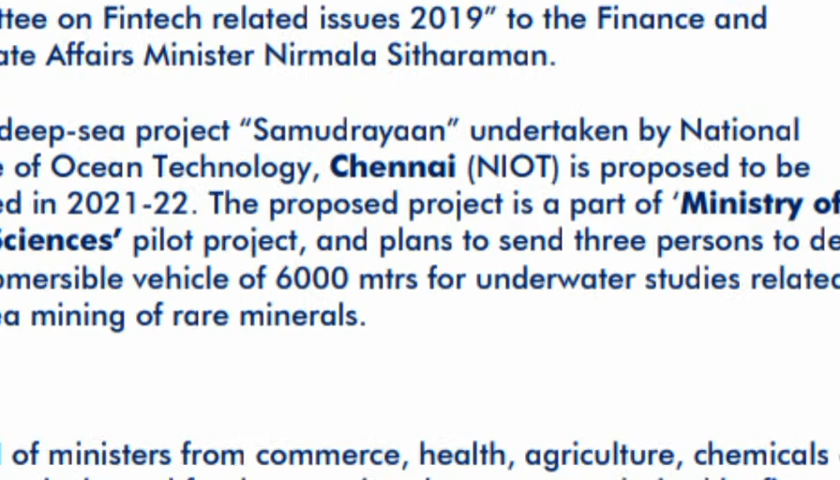 ttee on Fintech related issues 2019” to the Finance and
ate Affairs Minister Nirmala Sitharaman.
deep-sea project “Samudrayaan” undertaken by National
e of Ocean Technology, Chennai (NIOT) is proposed to be
ed in 2021-22. The proposed project is a part of ‘Ministry of
Sciences’ pilot project, and plans to send three persons to de
omersible vehicle of 6000 mtrs for underwater studies related
ea mining of rare minerals.
of ministers from commerce, health, agriculture, chemicals